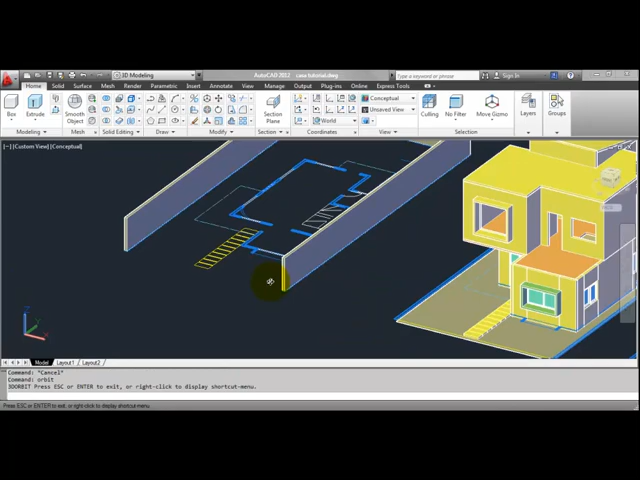 3D Modeling
AutoCAD 2012 casa tutorial.dwg
Type a keyword or phrase
Sign In
Home Solid Surface Mesh Render Parametric Insert Annotate View Manage Output Plug-ins Online Express Tools
Box
Extrude
Smooth
Object
Section
Plane
Conceptual
Unsaved View
World
Culling
No Filter
Move Gizmo
Layers
Groups
Modeling
Mesh
Solid Editing
Draw
Modify
Section
Coordinates
View
Selection
[−] [Custom View] [Conceptual]
Model Layout1 Layout2
Command: *Cancel*
Command: orbit
3DORBIT Press ESC or ENTER to exit, or right-click to display shortcut-menu.
Press ESC or ENTER to exit, or right-click to display shortcut-menu